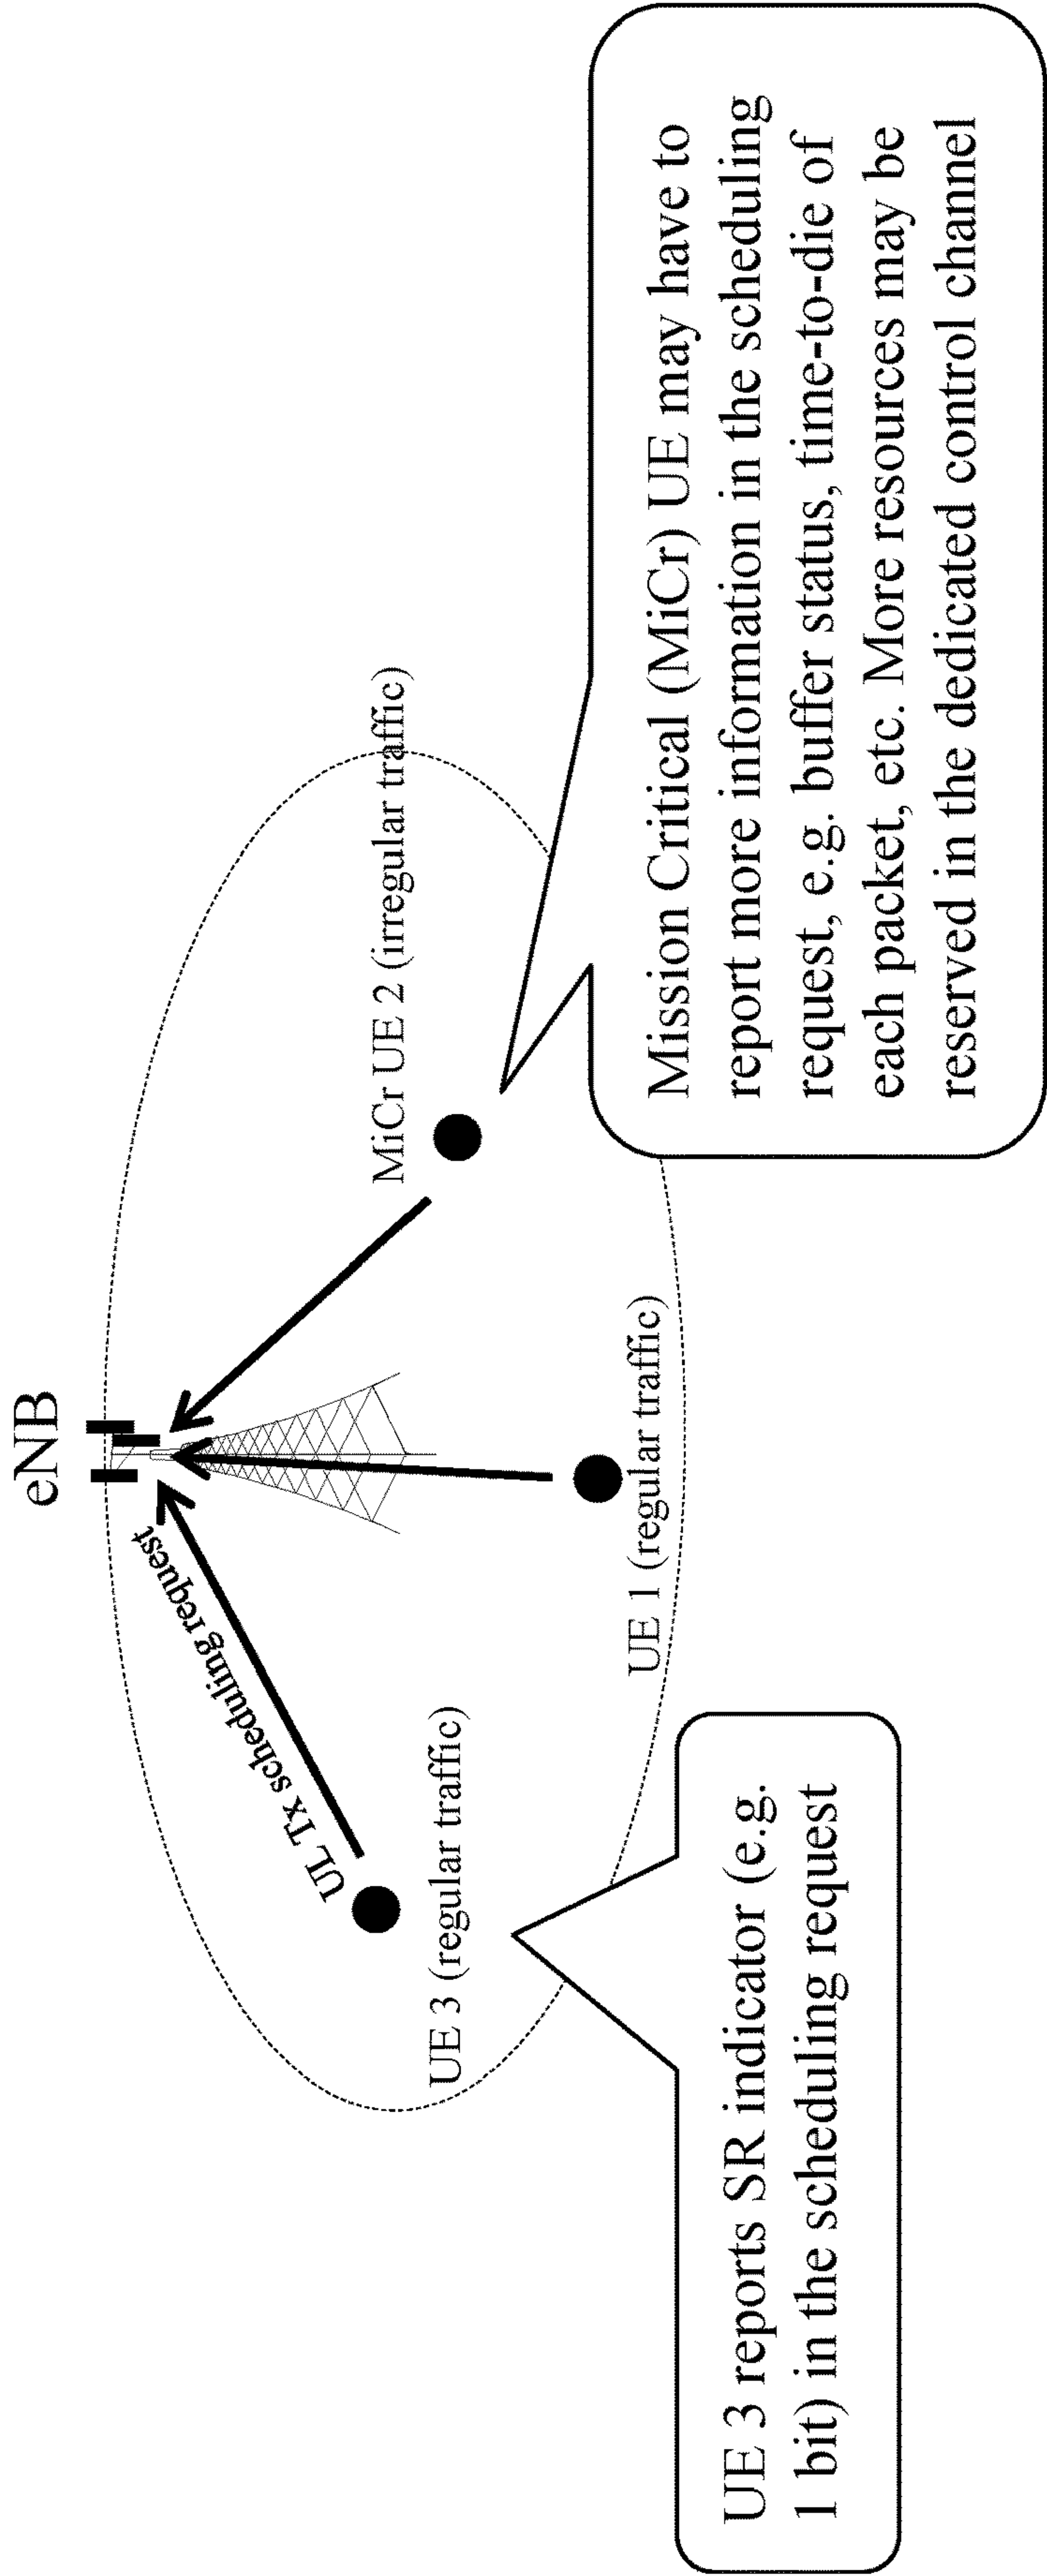 eNB
UL Tx scheduling request
MiCr UE 2 (irregular traffic)
UE 3 (regular traffic)
UE 1 (regular traffic)
UE 3 reports SR indicator (e.g.
1 bit) in the scheduling request
Mission Critical (MiCr) UE may have to
report more information in the scheduling
request, e.g. buffer status, time-to-die of
each packet, etc. More resources may be
reserved in the dedicated control channel